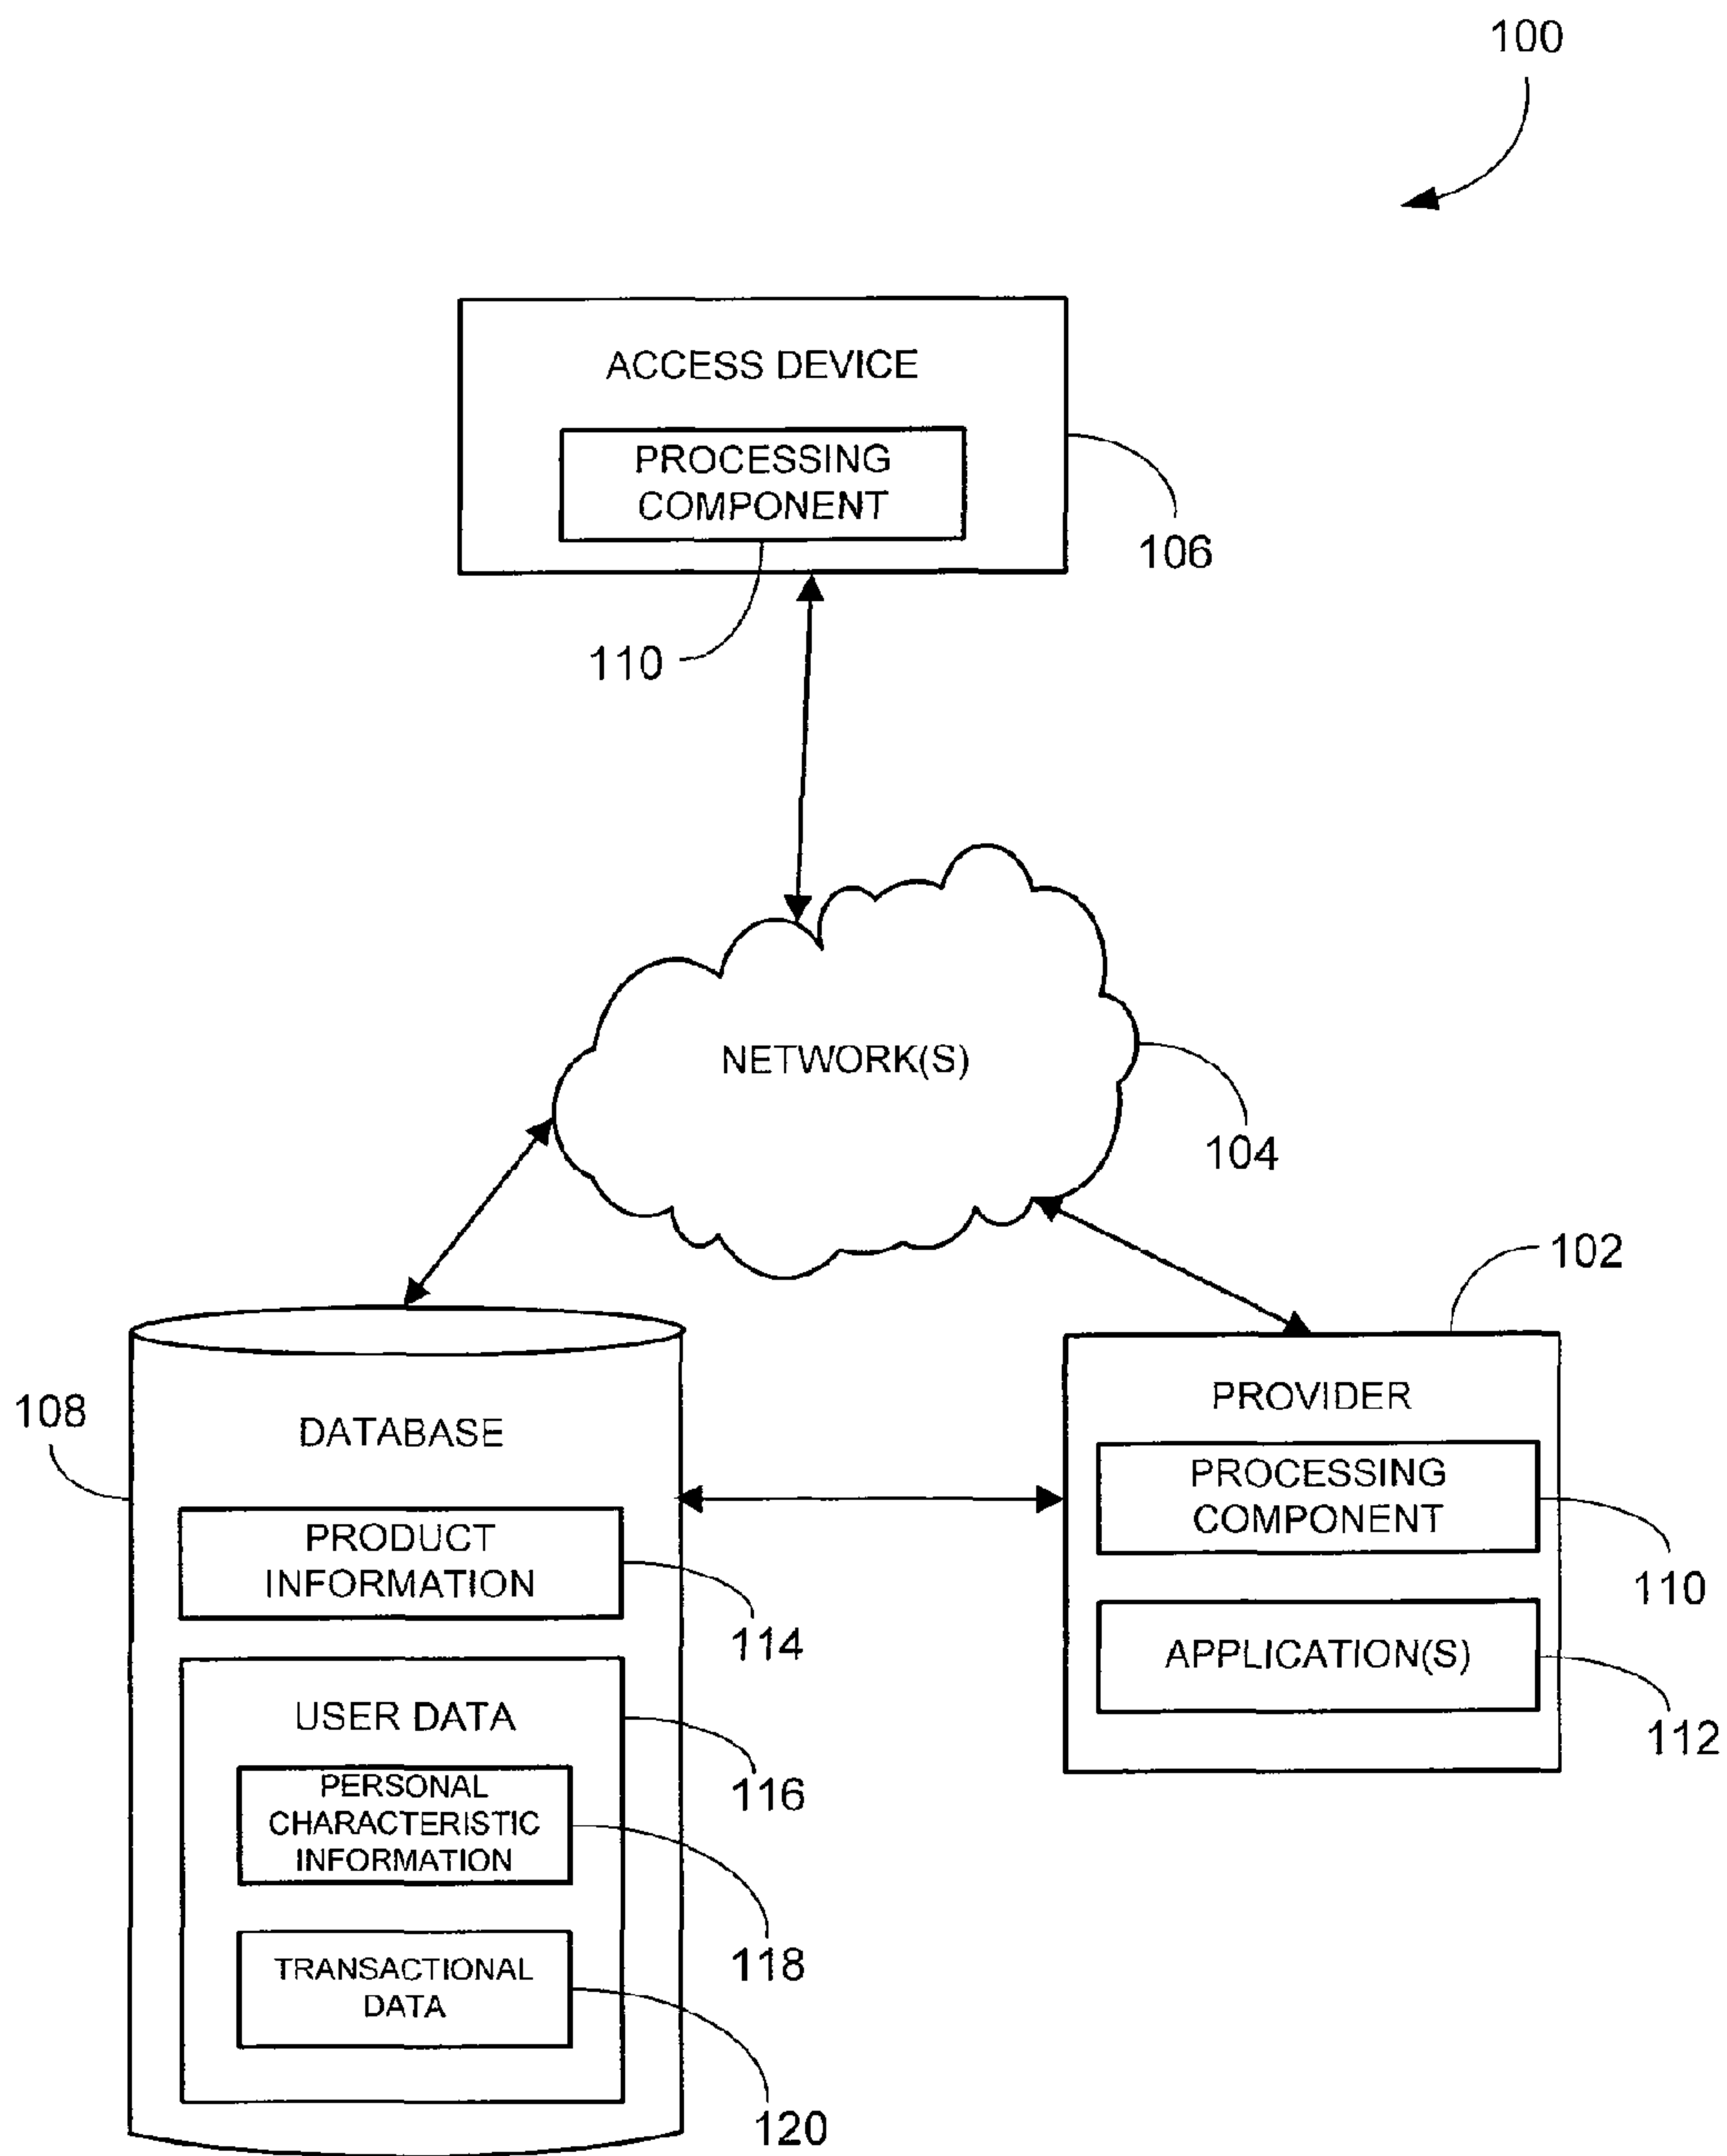 100
ACCESS DEVICE
PROCESSING
COMPONENT
106
110
NETWORK(S)
104
102
108
DATABASE
PRODUCT
INFORMATION
114
USER DATA
116
PERSONAL
CHARACTERISTIC
INFORMATION
118
TRANSACTIONAL
DATA
120
PROVIDER
PROCESSING
COMPONENT
110
APPLICATION(S)
112